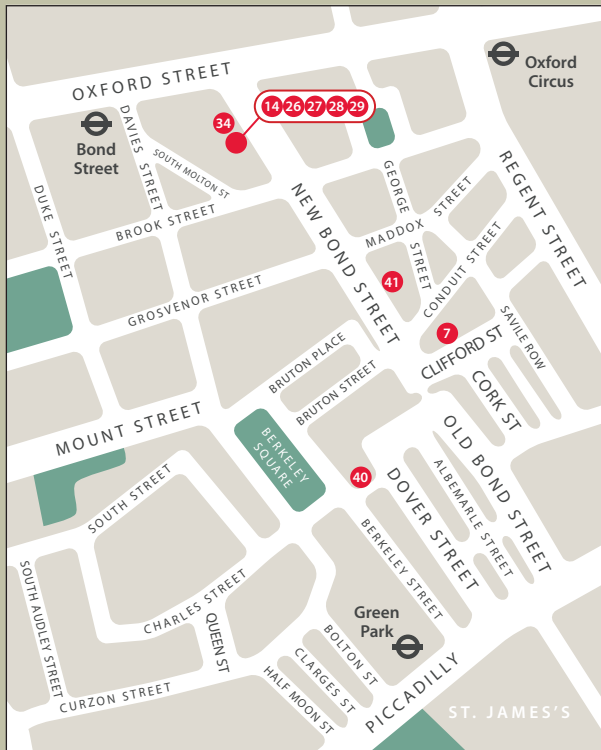 OXFORD STREET
Oxford
Circus
14 26 27 28 29
34
Bond
Street
DAVIES STREET
SOUTH MOLTON ST
DUKE STREET
BROOK STREET
NEW BOND STREET
GEORGE STREET
MADDOX STREET
REGENT STREET
CONDUIT STREET
GROSVENOR STREET
41
7
SAVILE ROW
CLIFFORD ST
CORK ST
BRUTON PLACE
BRUTON STREET
MOUNT STREET
BERKELEY
SQUARE
OLD BOND STREET
40
DOVER STREET
ALBEMARLE STREET
SOUTH STREET
BERKELEY STREET
SOUTH AUDLEY STREET
CHARLES STREET
QUEEN ST
Green
Park
BOLTON ST
CLARGES ST
HALF MOON ST
CURZON STREET
PICCADILLY
ST. JAMES'S